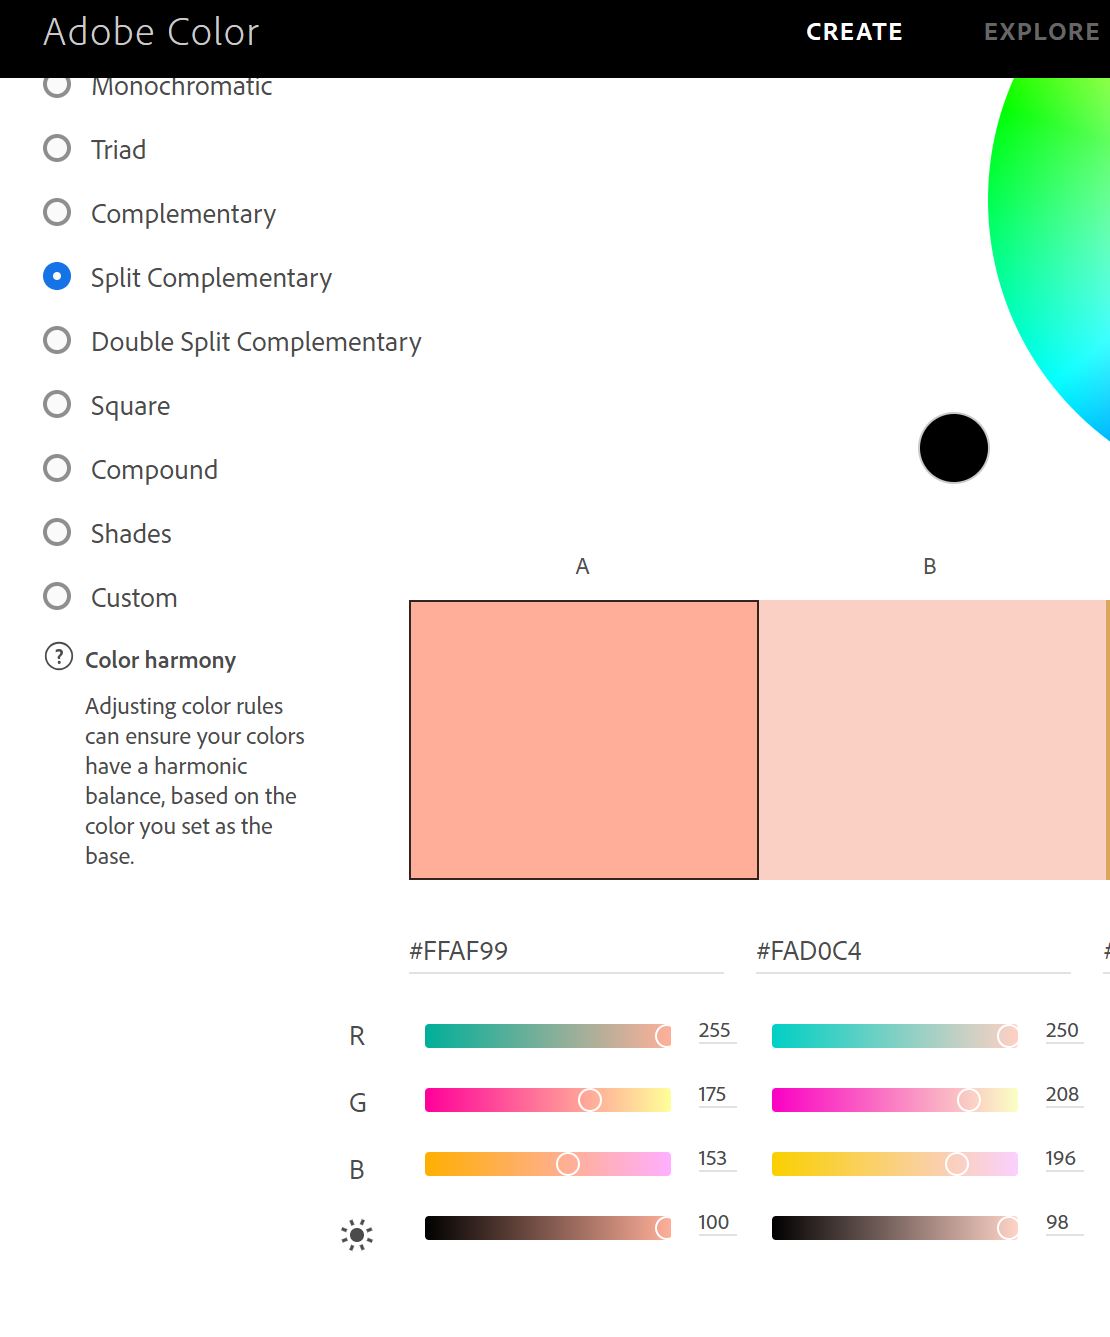 Adobe Color
CREATE
EXPLORE
Monochromatic
Triad
Complementary
Split Complementary
Double Split Complementary
Square
Compound
Shades
Custom
? Color harmony
Adjusting color rules
can ensure your colors
have a harmonic
balance, based on the
color you set as the
base.
A
B
#FFAF99
#FAD0C4
R
255
250
G
175
208
B
153
196
100
98